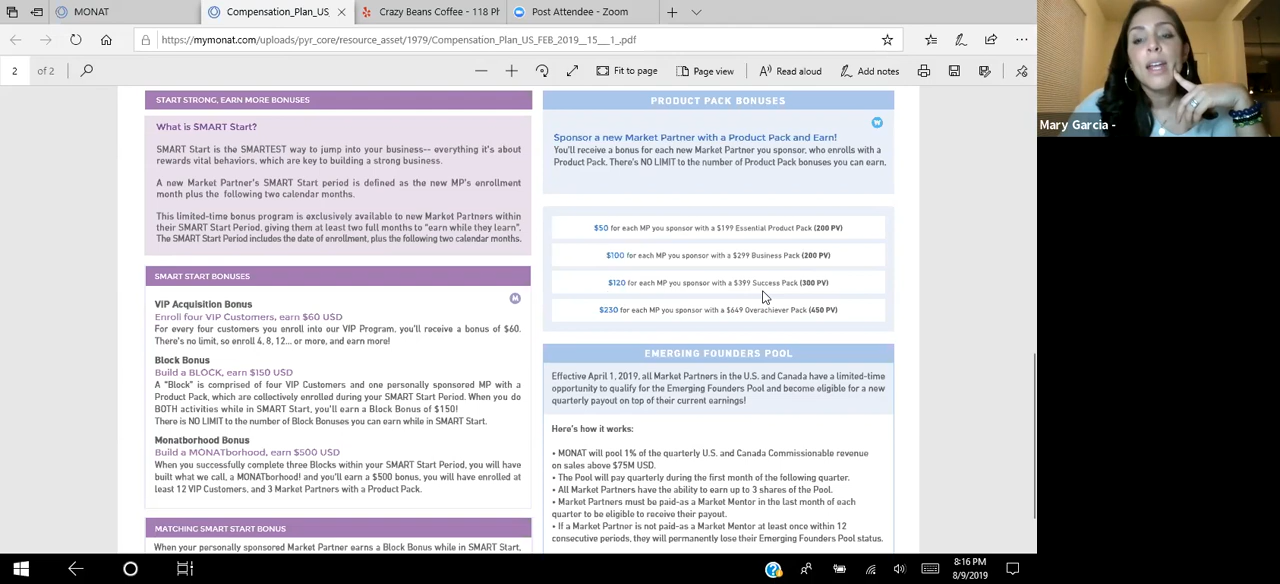 MONAT
Compensation_Plan_US
Crazy Beans Coffee - 118 Ph
Post Attendee - Zoom
https://mymonat.com/uploads/pyr_core/resource_asset/1979/Compensation_Plan_US_FEB_2019__15___1_.pdf
2 of 2
Fit to page
Page view
Read aloud
Add notes
Mary Garcia -
START STRONG, EARN MORE BONUSES
What is SMART Start?
SMART Start is the SMARTEST way to jump into your business-- everything it's about
rewards vital behaviors, which are key to building a strong business.
A new Market Partner's SMART Start period is defined as the new MP's enrollment
month plus the following two calendar months.
This limited-time bonus program is exclusively available to new Market Partners within
their SMART Start Period, giving them at least two full months to "earn while they learn".
The SMART Start Period includes the date of enrollment, plus the following two calendar months.
SMART START BONUSES
M
VIP Acquisition Bonus
Enroll four VIP Customers, earn $60 USD
For every four customers you enroll into our VIP Program, you'll receive a bonus of $60.
There's no limit, so enroll 4, 8, 12... or more, and earn more!
Block Bonus
Build a BLOCK, earn $150 USD
A "Block" is comprised of four VIP Customers and one personally sponsored MP with a
Product Pack, which are collectively enrolled during your SMART Start Period. When you do
BOTH activities while in SMART Start, you'll earn a Block Bonus of $150!
There is NO LIMIT to the number of Block Bonuses you can earn while in SMART Start.
Monatborhood Bonus
Build a MONATborhood, earn $500 USD
When you successfully complete three Blocks within your SMART Start Period, you will have
built what we call, a MONATborhood! and you'll earn a $500 bonus, you will have enrolled at
least 12 VIP Customers, and 3 Market Partners with a Product Pack.
MATCHING SMART START BONUS
When your personally sponsored Market Partner earns a Block Bonus while in SMART Start,
PRODUCT PACK BONUSES
W
Sponsor a new Market Partner with a Product Pack and Earn!
You'll receive a bonus for each new Market Partner you sponsor, who enrolls with a
Product Pack. There's NO LIMIT to the number of Product Pack bonuses you can earn.
$50 for each MP you sponsor with a $199 Essential Product Pack (200 PV)
$100 for each MP you sponsor with a $299 Business Pack (200 PV)
$120 for each MP you sponsor with a $399 Success Pack (300 PV)
$230 for each MP you sponsor with a $649 Overachiever Pack (450 PV)
EMERGING FOUNDERS POOL
Effective April 1, 2019, all Market Partners in the U.S. and Canada have a limited-time
opportunity to qualify for the Emerging Founders Pool and become eligible for a new
quarterly payout on top of their current earnings!
Here's how it works:
• MONAT will pool 1% of the quarterly U.S. and Canada Commissionable revenue
on sales above $75M USD.
• The Pool will pay quarterly during the first month of the following quarter.
• All Market Partners have the ability to earn up to 3 shares of the Pool.
• Market Partners must be paid-as a Market Mentor in the last month of each
quarter to be eligible to receive their payout.
• If a Market Partner is not paid-as a Market Mentor at least once within 12
consecutive periods, they will permanently lose their Emerging Founders Pool status.
8:16 PM
8/9/2019